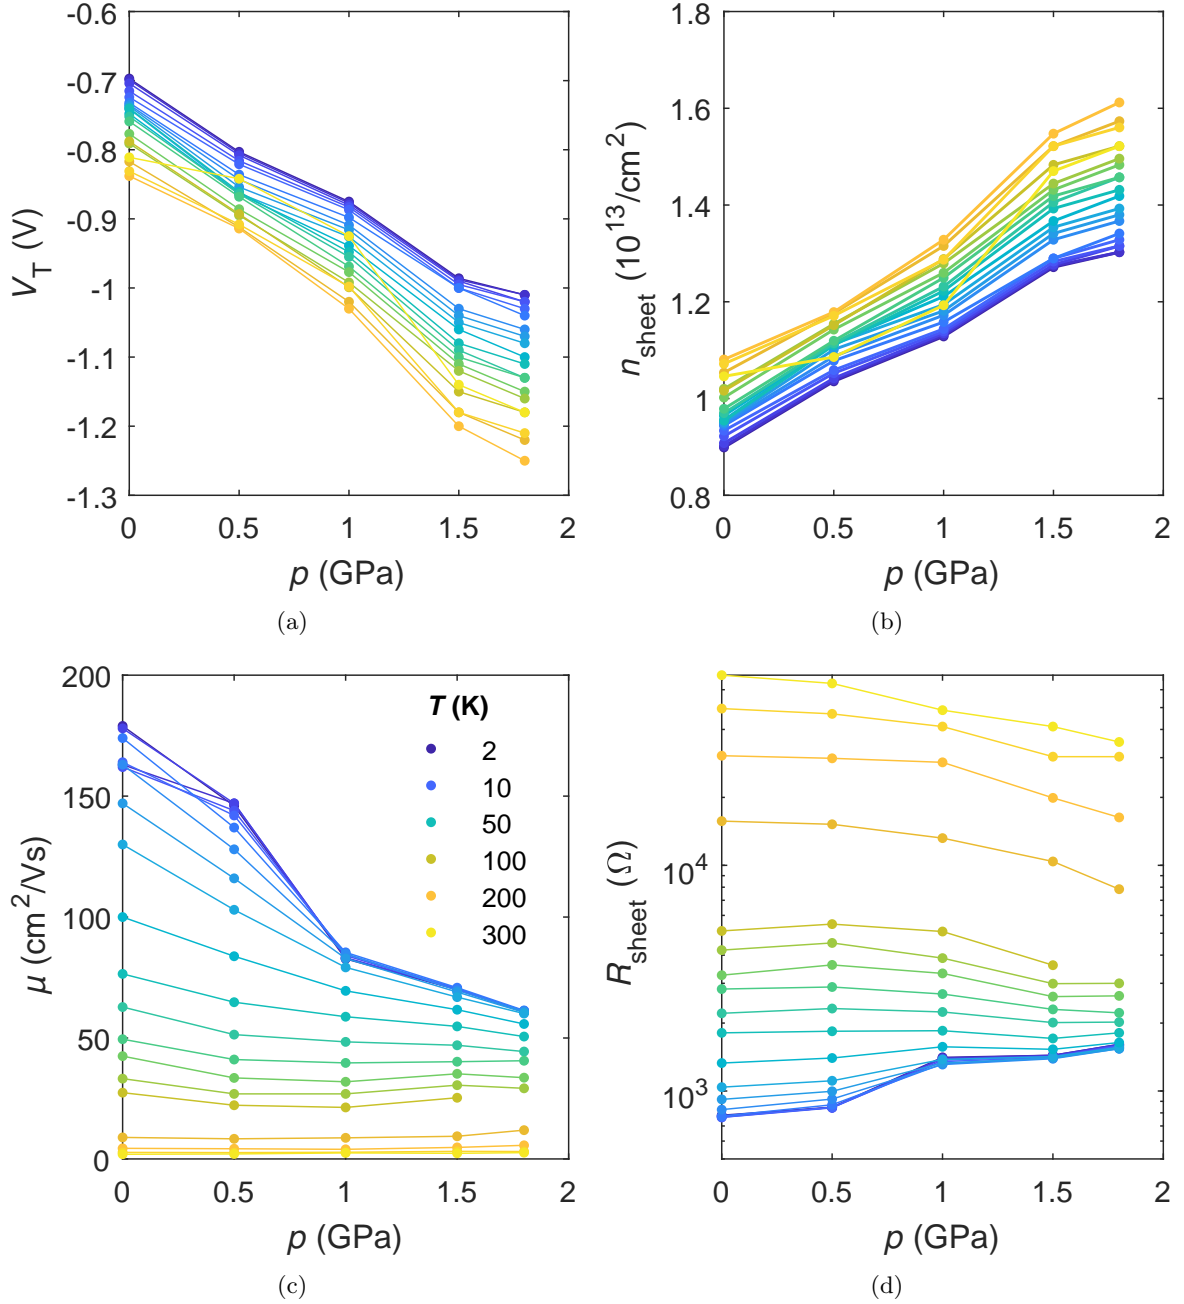 -0.6
-0.7
-0.8
-0.9
-1
-1.1
-1.2
-1.3
V_T (V)
0 0.5 1 1.5 2
p (GPa)
(a)
1.8
1.6
1.4
1.2
1
0.8
n_sheet (10^13/cm^2)
0 0.5 1 1.5 2
p (GPa)
(b)
200
150
100
50
0
μ (cm^2/Vs)
T (K)
2
10
50
100
200
300
0 0.5 1 1.5 2
p (GPa)
(c)
10^4
10^3
R_sheet (Ω)
0 0.5 1 1.5 2
p (GPa)
(d)